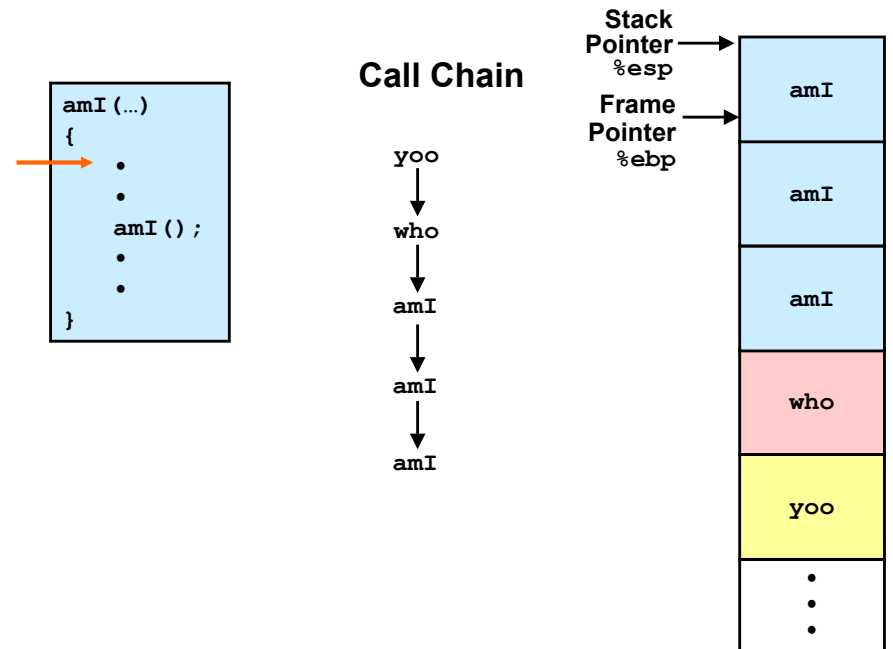 amI(…)
{
•
•
amI();
•
•
}
Call Chain
yoo
who
amI
amI
amI
Stack
Pointer
%esp
Frame
Pointer
%ebp
amI
amI
amI
who
yoo
•
•
•